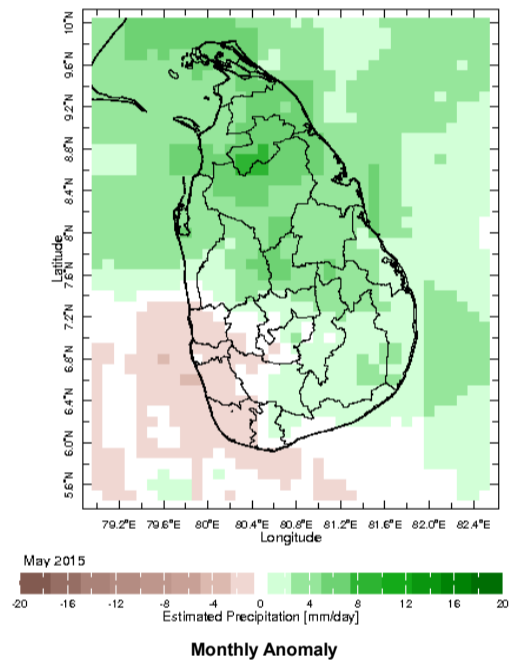 10°N
9.6°N
9.2°N
8.8°N
8.4°N
8°N
7.6°N
7.2°N
6.8°N
6.4°N
6.0°N
5.6°N
Latitude
79.2°E 79.6°E 80°E 80.4°E 80.8°E 81.2°E 81.6°E 82.0°E 82.4°E
Longitude
May 2015
-20 -16 -12 -8 -4 0 4 8 12 16 20
Estimated Precipitation [mm/day]
Monthly Anomaly